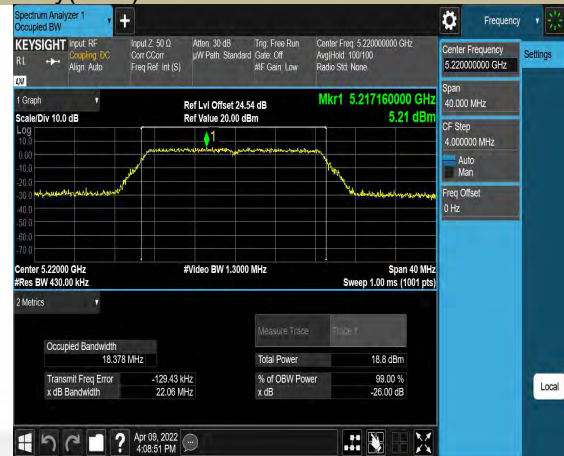 Spectrum Analyzer 1
Occupied BW
Frequency
KEYSIGHT
RL
Input: RF
Coupling: DC
Align: Auto
Input Z: 50 Ω
Corr CCorr
Freq Ref: Int (S)
Atten: 30 dB
µW Path: Standard
Trig: Free Run
Gate: Off
#IF Gain: Low
Center Freq: 5.220000000 GHz
Avg|Hold: 100/100
Radio Std: None
LXI
1 Graph
Scale/Div 10.0 dB
Ref Lvl Offset 24.54 dB
Ref Value 20.00 dBm
Mkr1 5.217160000 GHz
5.21 dBm
Log
10.0
0.00
-10.0
-20.0
-30.0
-40.0
-50.0
-60.0
-70.0
1
Center 5.22000 GHz
#Res BW 430.00 kHz
#Video BW 1.3000 MHz
Span 40 MHz
Sweep 1.00 ms (1001 pts)
2 Metrics
Measure Trace
Trace 1
Occupied Bandwidth
18.378 MHz
Total Power
18.8 dBm
Transmit Freq Error
-129.43 kHz
% of OBW Power
99.00 %
x dB Bandwidth
22.06 MHz
x dB
-26.00 dB
Center Frequency
5.220000000 GHz
Settings
Span
40.000 MHz
CF Step
4.000000 MHz
Auto
Man
Freq Offset
0 Hz
Local
Apr 09, 2022
4:08:51 PM